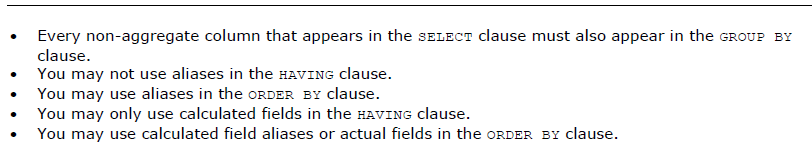 • Every non-aggregate column that appears in the SELECT clause must also appear in the GROUP BY
clause.
• You may not use aliases in the HAVING clause.
• You may use aliases in the ORDER BY clause.
• You may only use calculated fields in the HAVING clause.
• You may use calculated field aliases or actual fields in the ORDER BY clause.